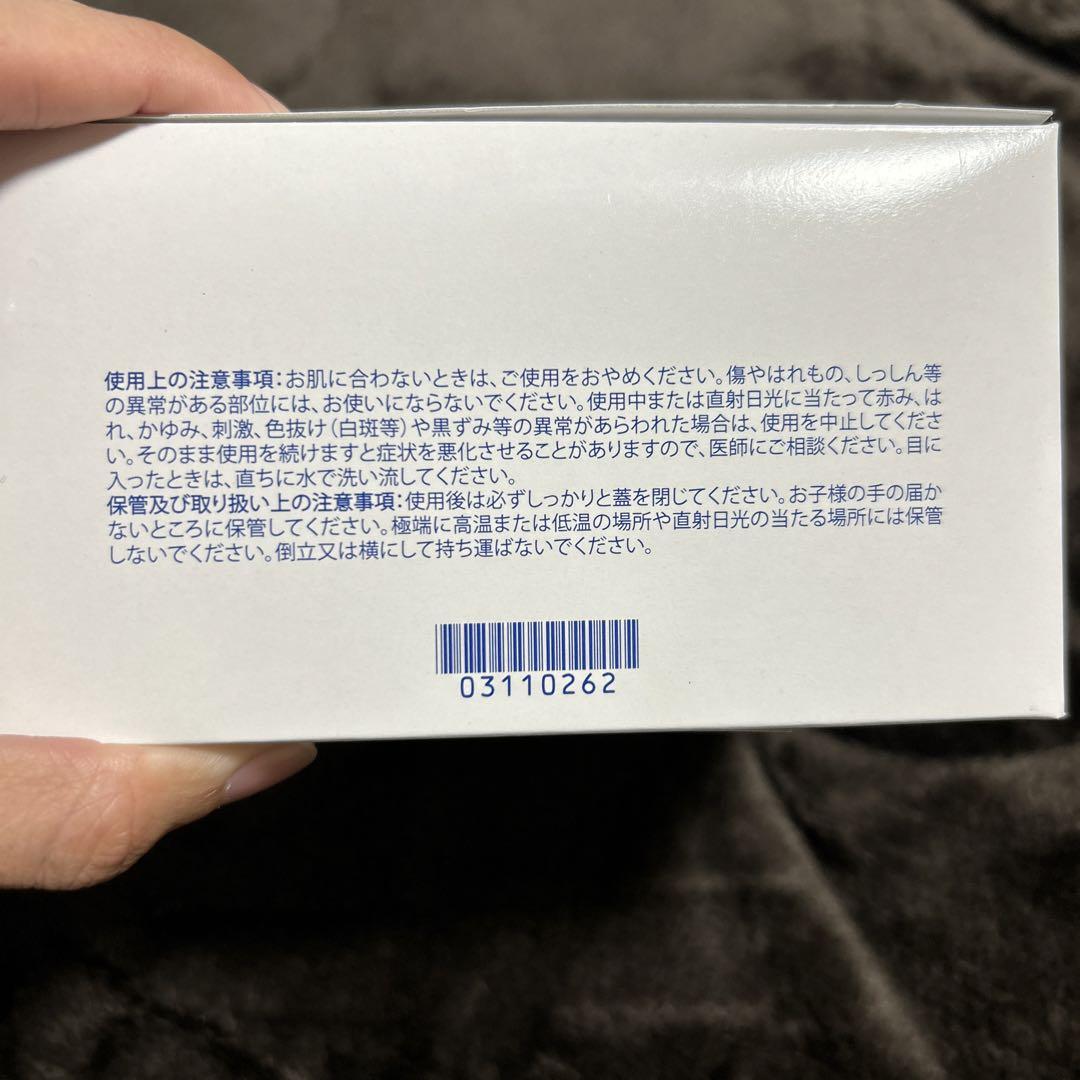 使用上の注意事項:お肌に合わないときは、ご使用をおやめください。傷やはれもの、しっしん等
の異常がある部位には、お使いにならないでください。使用中または直射日光に当たって赤み、は
れ、かゆみ、刺激、色抜け(白斑等)や黒ずみ等の異常があらわれた場合は、使用を中止してくださ
い。そのまま使用を続けますと症状を悪化させることがありますので、医師にご相談ください。目に
入ったときは、直ちに水で洗い流してください。
保管及び取り扱い上の注意事項:使用後は必ずしっかりと蓋を閉じてください。お子様の手の届か
ないところに保管してください。極端に高温または低温の場所や直射日光の当たる場所には保管
しないでください。倒立又は横にして持ち運ばないでください。
03110262